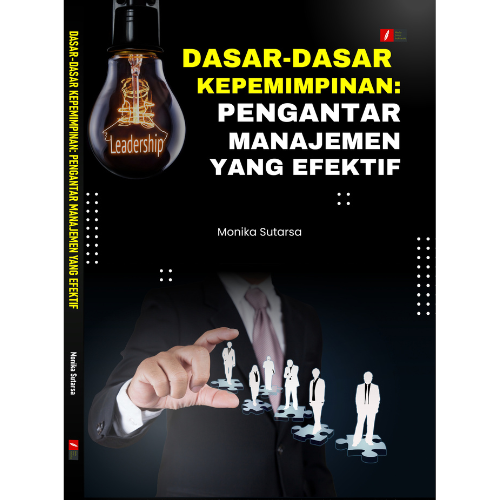 DASAR-DASAR KEPEMIMPINAN: PENGANTAR MANAJEMEN YANG EFEKTIF
Monika Sutarsa
Leadership
DASAR-DASAR
KEPEMIMPINAN:
PENGANTAR
MANAJEMEN
YANG EFEKTIF
Monika Sutarsa